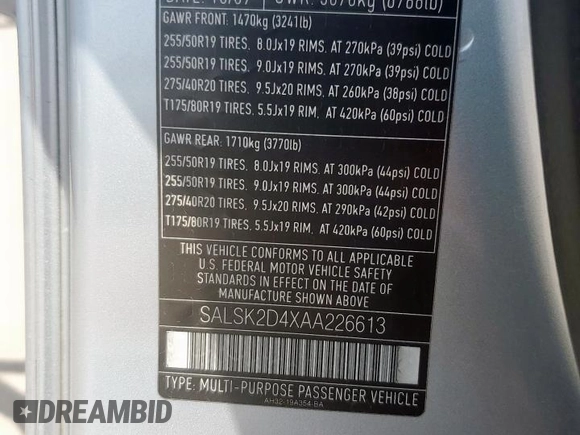 GAWR FRONT: 1470kg (3241lb)
255/50R19 TIRES. 8.0Jx19 RIMS. AT 270kPa (39psi) COLD
255/50R19 TIRES. 9.0Jx19 RIMS. AT 270kPa (39psi) COLD
275/40R20 TIRES. 9.5Jx20 RIMS. AT 260kPa (38psi) COLD
T175/80R19 TIRES. 5.5Jx19 RIM, AT 420kPa (60psi) COLD
GAWR REAR: 1710kg (3770lb)
255/50R19 TIRES. 8.0Jx19 RIMS. AT 300kPa (44psi) COLD
255/50R19 TIRES. 9.0Jx19 RIMS. AT 300kPa (44psi) COLD
275/40R20 TIRES. 9.5Jx20 RIMS. AT 290kPa (42psi) COLD
T175/80R19 TIRES. 5.5Jx19 RIM, AT 420kPa (60psi) COLD
THIS VEHICLE CONFORMS TO ALL APPLICABLE
U.S. FEDERAL MOTOR VEHICLE SAFETY
STANDARDS IN EFFECT ON THE DATE OF
MANUFACTURE SHOWN ABOVE
SALSK2D4XAA226613
TYPE: MULTI-PURPOSE PASSENGER VEHICLE
AH32-19A354-BA
DREAMBID